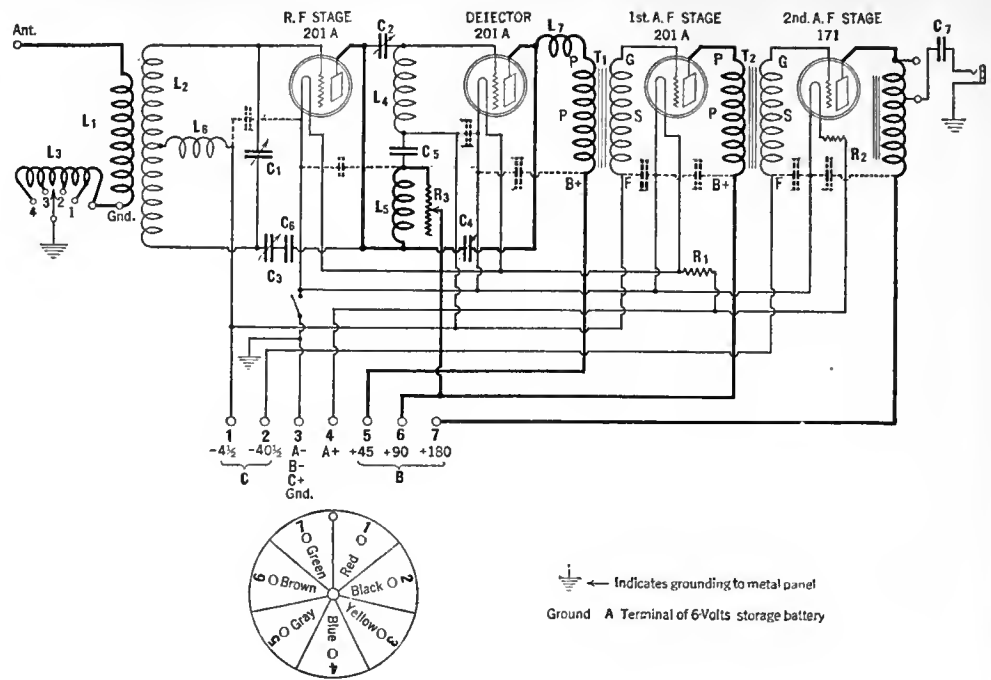 R.F STAGE
201 A
DETECTOR
201 A
1st. A.F STAGE
201 A
2nd. A.F STAGE
171
Ant.
C2
L7
C7
L2
P
T1
G
P
T2
G
L1
L4
L6
P
S
P
S
L3
C1
C5
R2
4 3 2 1
Gnd.
L5
R3
B+
F
B+
F
C6
C4
C3
R1
1 2 3 4 5 6 7
-4½ -40½ A- A+ +45 +90 +180
B-
C B
C+
Gnd.
7 Green
1 Red
6 Brown
Black 2
5 Gray
Yellow 3
Blue
4
← Indicates grounding to metal panel
Ground A Terminal of 6-Volts storage battery